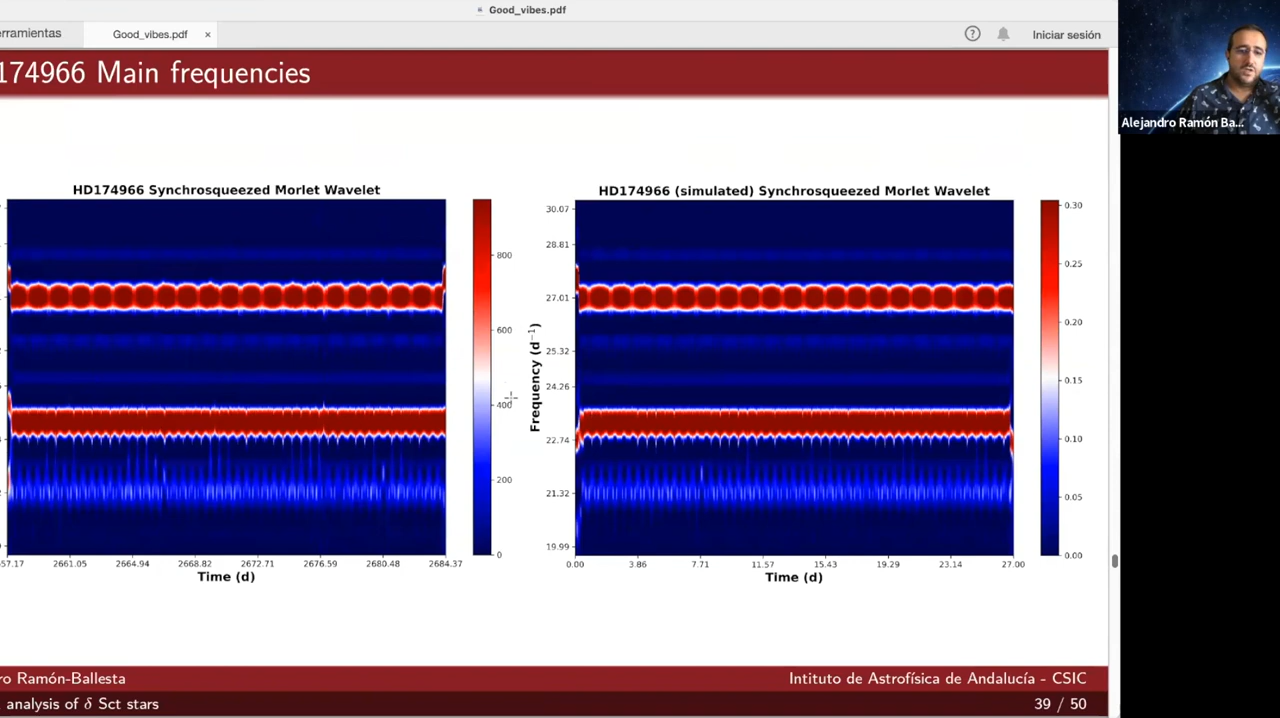 Good_vibes.pdf
erramientas
Good_vibes.pdf ×
? Iniciar sesión
174966 Main frequencies
Alejandro Ramón Ba...
HD174966 Synchrosqueezed Morlet Wavelet
800
600
400
200
0
57.17 2661.05 2664.94 2668.82 2672.71 2676.59 2680.48 2684.37
Time (d)
HD174966 (simulated) Synchrosqueezed Morlet Wavelet
Frequency (d⁻¹)
30.07
28.81
27.01
25.32
24.26
22.74
21.32
19.99
0.00 3.86 7.71 11.57 15.43 19.29 23.14 27.00
Time (d)
0.30
0.25
0.20
0.15
0.10
0.05
0.00
ro Ramón-Ballesta
Intituto de Astrofísica de Andalucía - CSIC
analysis of δ Sct stars
39 / 50